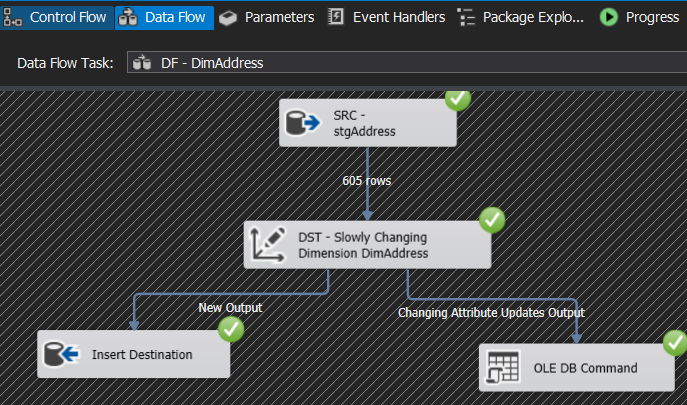 Control Flow
Data Flow
Parameters
Event Handlers
Package Explo...
Progress
Data Flow Task:
DF - DimAddress
SRC -
stgAddress
605 rows
DST - Slowly Changing
Dimension DimAddress
New Output
Changing Attribute Updates Output
Insert Destination
OLE DB Command